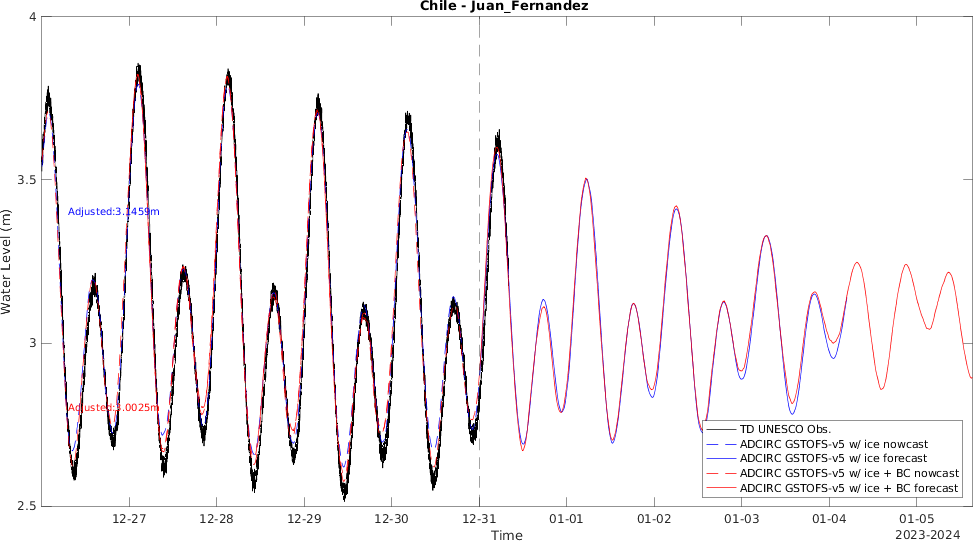 Chile - Juan_Fernandez
4
3.5
3
2.5
Water Level (m)
Adjusted:3.1459m
Adjusted:3.0025m
TD UNESCO Obs.
ADCIRC GSTOFS-v5 w/ ice nowcast
ADCIRC GSTOFS-v5 w/ ice forecast
ADCIRC GSTOFS-v5 w/ ice + BC nowcast
ADCIRC GSTOFS-v5 w/ ice + BC forecast
12-27 12-28 12-29 12-30 12-31 01-01 01-02 01-03 01-04 01-05
Time
2023-2024